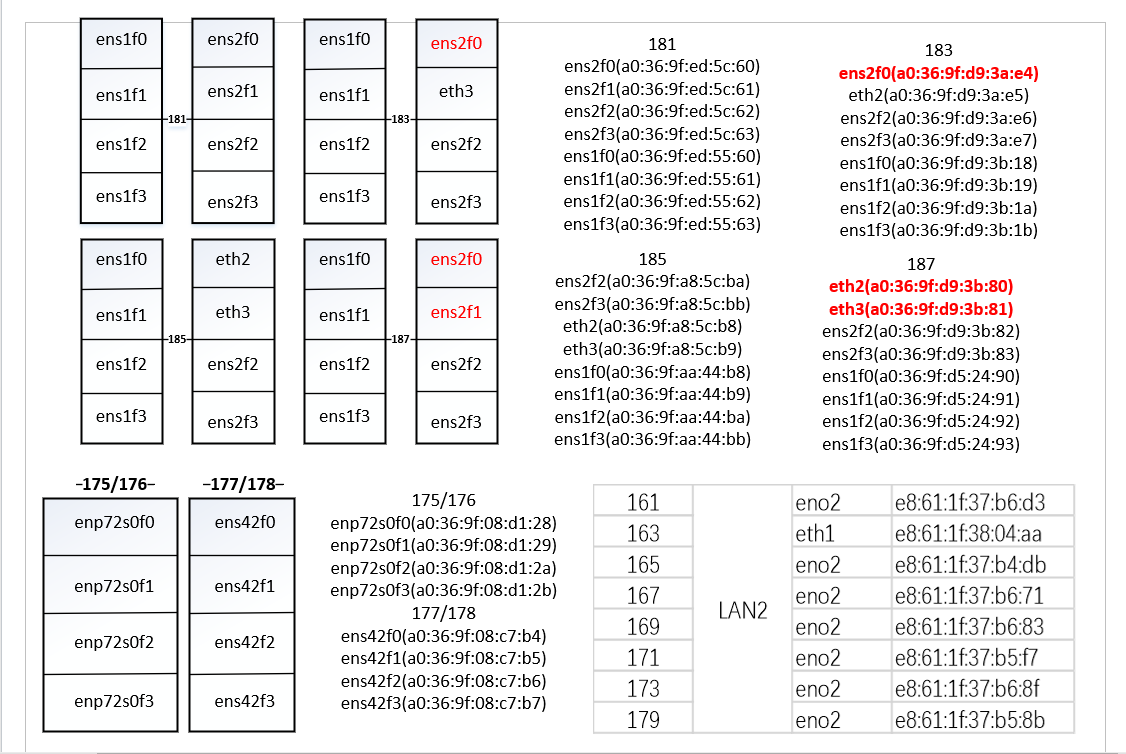 ens1f0
ens1f1
ens1f2
ens1f3
181
ens2f0
ens2f1
ens2f2
ens2f3
ens1f0
ens1f1
ens1f2
ens1f3
183
ens2f0
eth3
ens2f2
ens2f3
ens1f0
ens1f1
ens1f2
ens1f3
185
eth2
eth3
ens2f2
ens2f3
ens1f0
ens1f1
ens1f2
ens1f3
187
ens2f0
ens2f1
ens2f2
ens2f3
181
ens2f0(a0:36:9f:ed:5c:60)
ens2f1(a0:36:9f:ed:5c:61)
ens2f2(a0:36:9f:ed:5c:62)
ens2f3(a0:36:9f:ed:5c:63)
ens1f0(a0:36:9f:ed:55:60)
ens1f1(a0:36:9f:ed:55:61)
ens1f2(a0:36:9f:ed:55:62)
ens1f3(a0:36:9f:ed:55:63)
183
ens2f0(a0:36:9f:d9:3a:e4)
eth2(a0:36:9f:d9:3a:e5)
ens2f2(a0:36:9f:d9:3a:e6)
ens2f3(a0:36:9f:d9:3a:e7)
ens1f0(a0:36:9f:d9:3b:18)
ens1f1(a0:36:9f:d9:3b:19)
ens1f2(a0:36:9f:d9:3b:1a)
ens1f3(a0:36:9f:d9:3b:1b)
185
ens2f2(a0:36:9f:a8:5c:ba)
ens2f3(a0:36:9f:a8:5c:bb)
eth2(a0:36:9f:a8:5c:b8)
eth3(a0:36:9f:a8:5c:b9)
ens1f0(a0:36:9f:aa:44:b8)
ens1f1(a0:36:9f:aa:44:b9)
ens1f2(a0:36:9f:aa:44:ba)
ens1f3(a0:36:9f:aa:44:bb)
187
eth2(a0:36:9f:d9:3b:80)
eth3(a0:36:9f:d9:3b:81)
ens2f2(a0:36:9f:d9:3b:82)
ens2f3(a0:36:9f:d9:3b:83)
ens1f0(a0:36:9f:d5:24:90)
ens1f1(a0:36:9f:d5:24:91)
ens1f2(a0:36:9f:d5:24:92)
ens1f3(a0:36:9f:d5:24:93)
–175/176–
enp72s0f0
enp72s0f1
enp72s0f2
enp72s0f3
–177/178–
ens42f0
ens42f1
ens42f2
ens42f3
175/176
enp72s0f0(a0:36:9f:08:d1:28)
enp72s0f1(a0:36:9f:08:d1:29)
enp72s0f2(a0:36:9f:08:d1:2a)
enp72s0f3(a0:36:9f:08:d1:2b)
177/178
ens42f0(a0:36:9f:08:c7:b4)
ens42f1(a0:36:9f:08:c7:b5)
ens42f2(a0:36:9f:08:c7:b6)
ens42f3(a0:36:9f:08:c7:b7)
161 eno2 e8:61:1f:37:b6:d3
163 eth1 e8:61:1f:38:04:aa
165 eno2 e8:61:1f:37:b4:db
167 eno2 e8:61:1f:37:b6:71
LAN2
169 eno2 e8:61:1f:37:b6:83
171 eno2 e8:61:1f:37:b5:f7
173 eno2 e8:61:1f:37:b6:8f
179 eno2 e8:61:1f:37:b5:8b